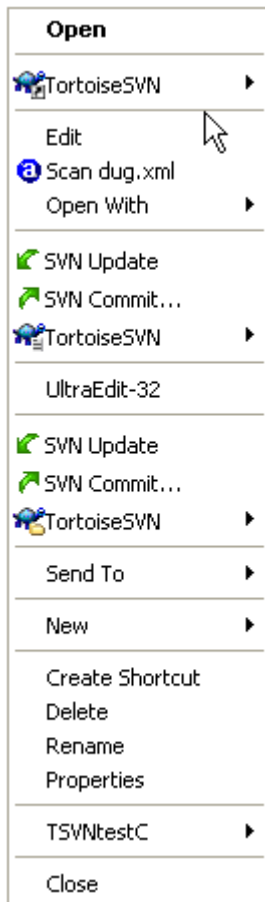 Open
TortoiseSVN
Edit
Scan dug.xml
Open With
SVN Update
SVN Commit...
TortoiseSVN
UltraEdit-32
SVN Update
SVN Commit...
TortoiseSVN
Send To
New
Create Shortcut
Delete
Rename
Properties
TSVNtestC
Close